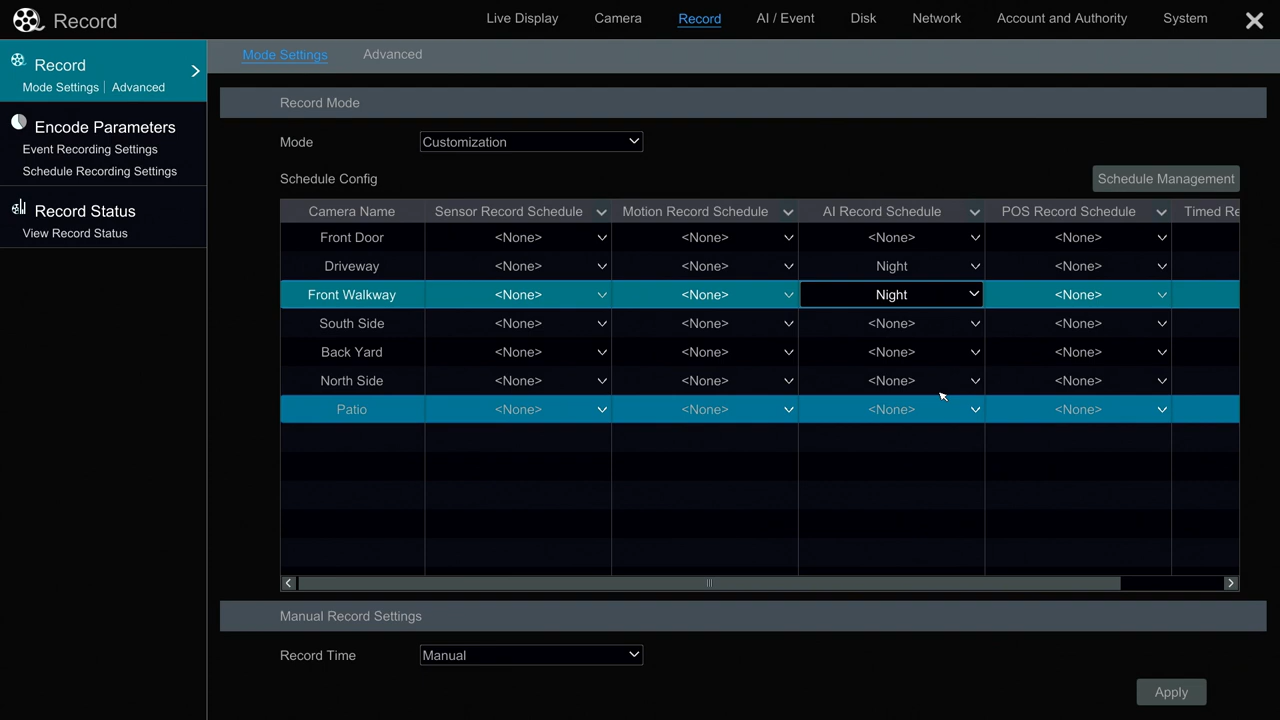 Record
Live Display Camera Record AI / Event Disk Network Account and Authority System
Record
Mode Settings | Advanced
Encode Parameters
Event Recording Settings
Schedule Recording Settings
Record Status
View Record Status
Mode Settings Advanced
Record Mode
Mode Customization
Schedule Config Schedule Management
Camera Name Sensor Record Schedule Motion Record Schedule AI Record Schedule POS Record Schedule Timed Re
Front Door <None> <None> <None> <None>
Driveway <None> <None> Night <None>
Front Walkway <None> <None> Night <None>
South Side <None> <None> <None> <None>
Back Yard <None> <None> <None> <None>
North Side <None> <None> <None> <None>
Patio <None> <None> <None> <None>
Manual Record Settings
Record Time Manual
Apply